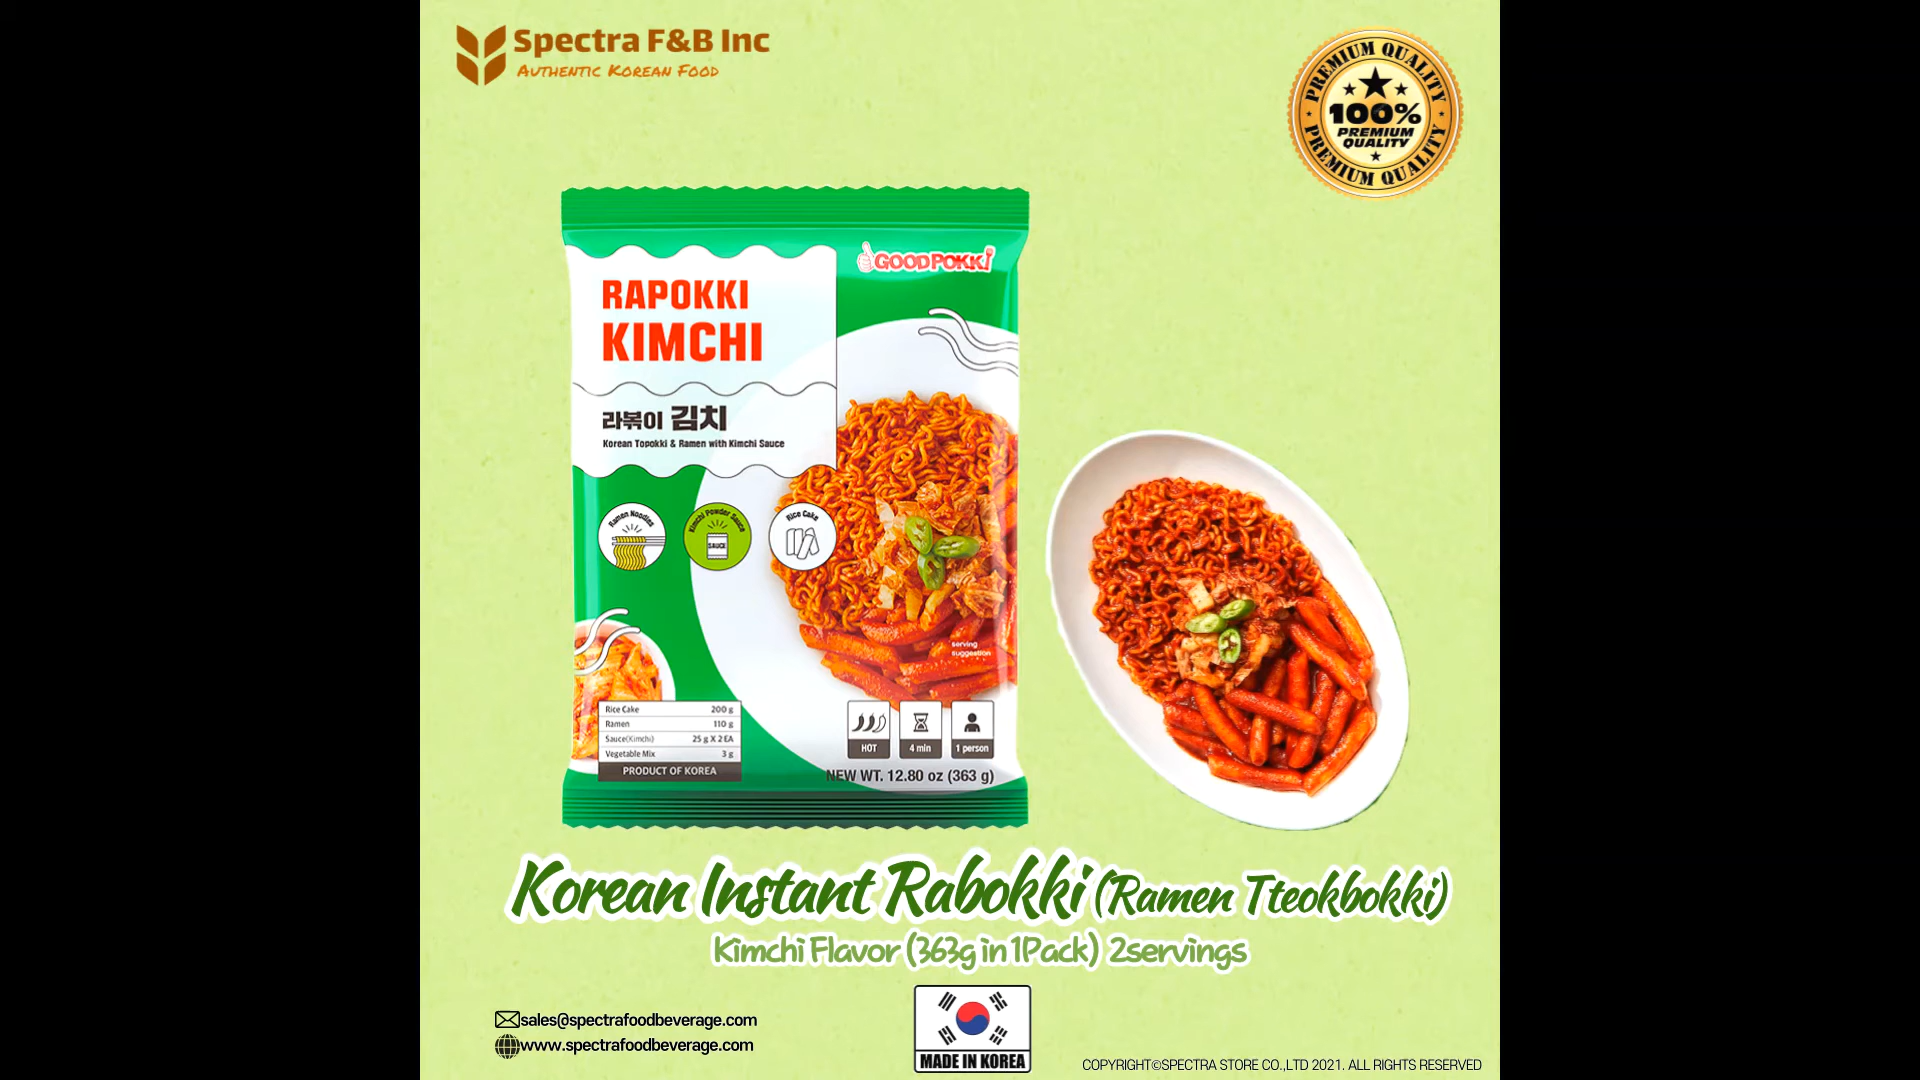 Spectra F&B Inc
Authentic Korean Food
PREMIUM QUALITY
100%
PREMIUM
QUALITY
PREMIUM QUALITY
GOODPOKKI
RAPOKKI
KIMCHI
라볶이 김치
Korean Topokki & Ramen with Kimchi Sauce
Ramen Noodles
Kimchi Powder Sauce
SAUCE
Rice Cake
serving
suggestion
Rice Cake 200 g
Ramen 110 g
Sauce(Kimchi) 25 g X 2 EA
Vegetable Mix 3 g
PRODUCT OF KOREA
HOT
4 min
1 person
NEW WT. 12.80 oz (363 g)
Korean Instant Rabokki (Ramen Tteokbokki)
Kimchi Flavor (363g in 1Pack) 2servings
sales@spectrafoodbeverage.com
www.spectrafoodbeverage.com
MADE IN KOREA
COPYRIGHT©SPECTRA STORE CO.,LTD 2021. ALL RIGHTS RESERVED